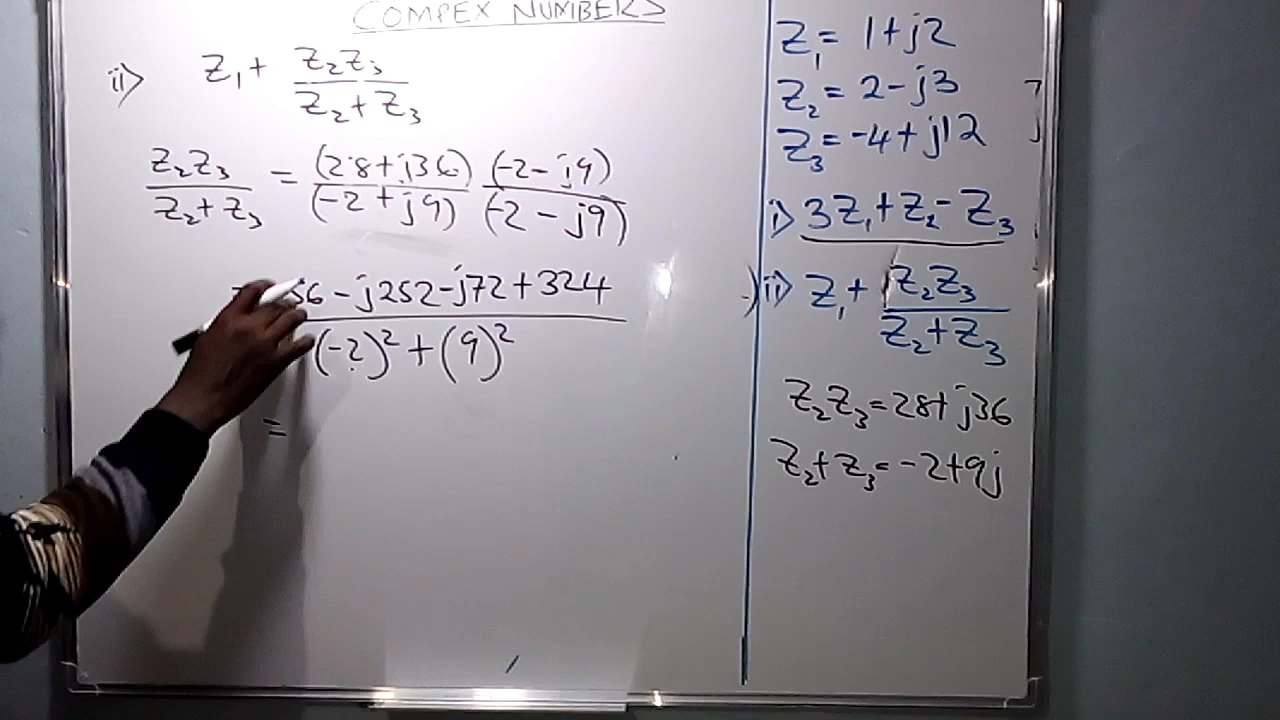 COMPEX NUMBERS
ii) Z₁ + Z₂Z₃ / Z₂ + Z₃
Z₂Z₃ / Z₂ + Z₃ = (28 + j36) (-2 - j9) / (-2 + j9) (-2 - j9)
56 - j252 - j72 + 324 / (-2)² + (9)²
=
Z₁ = 1 + j2
Z₂ = 2 - j3
Z₃ = -4 + j12
i) 3Z₁ + Z₂ - Z₃
ii) Z₁ + Z₂Z₃ / Z₂ + Z₃
Z₂Z₃ = 28 + j36
Z₂ + Z₃ = -2 + 9j